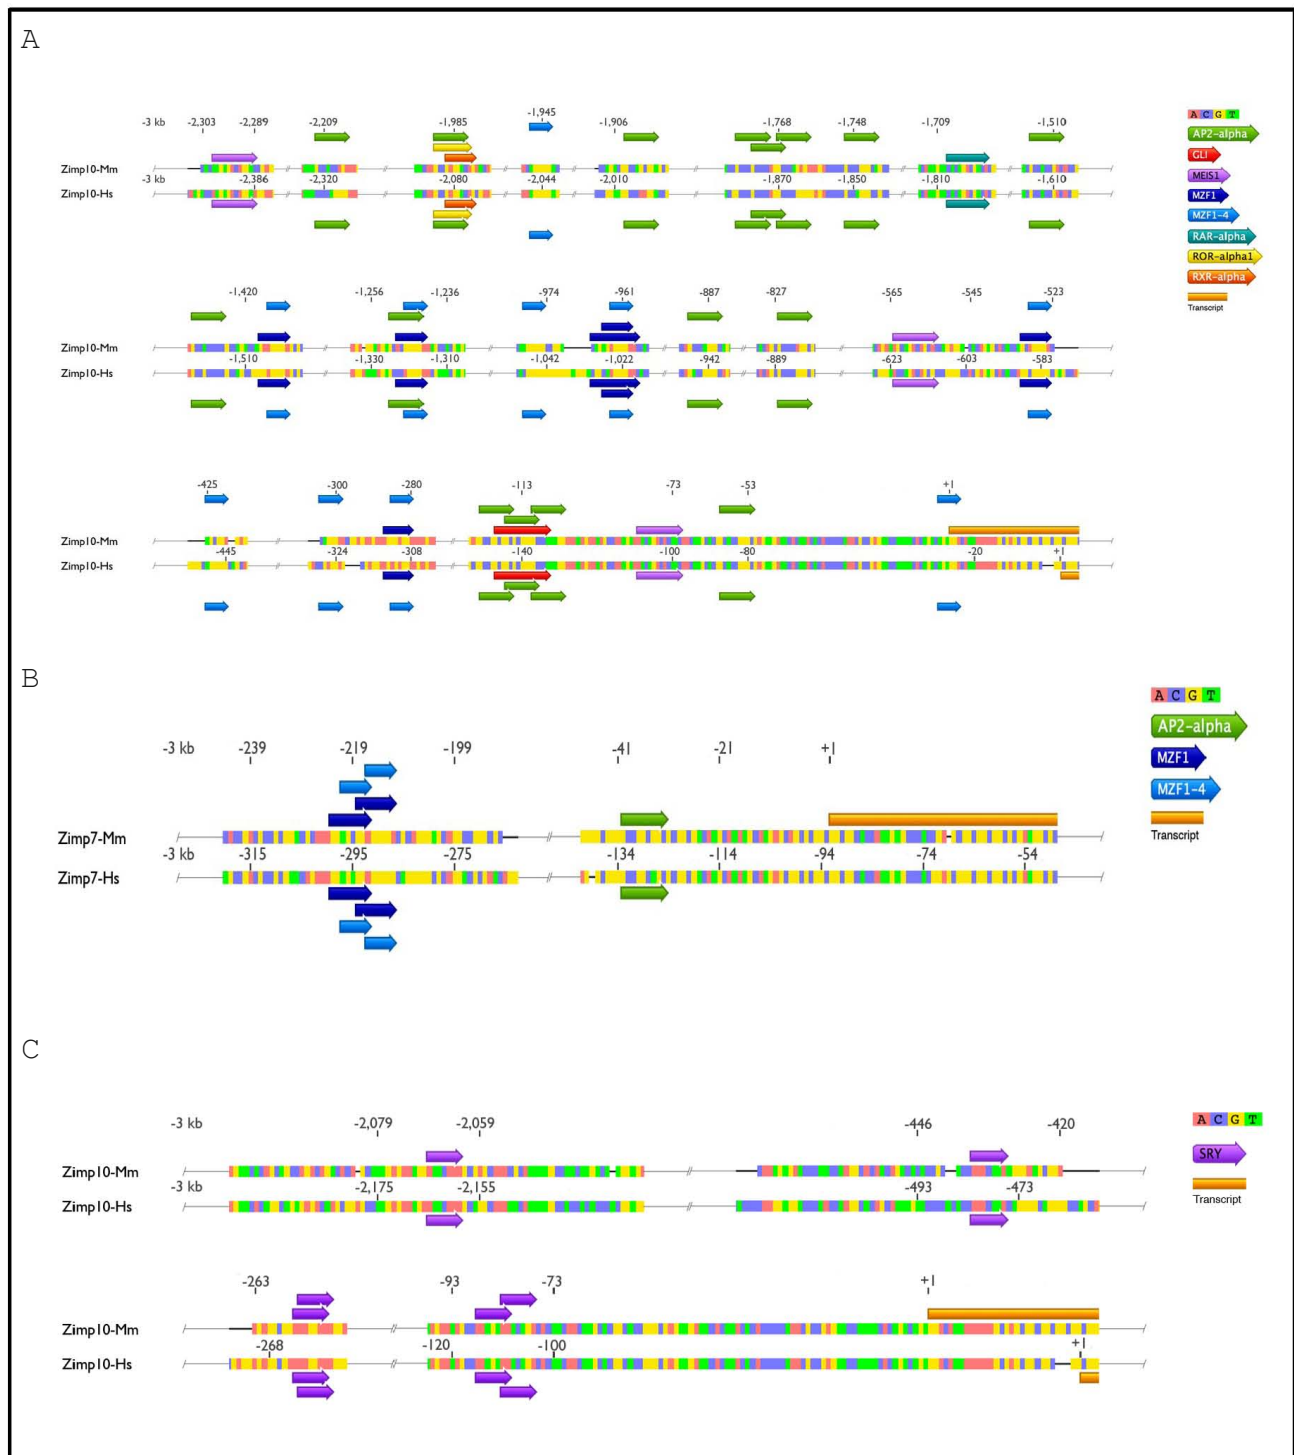 A
-1,945
-3 kb -2,303 -2,289 -2,209 -1,985 -1,906 -1,768 -1,748 -1,709 -1,510
Zimp10-Mm
-3 kb -2,386 -2,320 -2,080 -2,044 -2,010 -1,870 -1,850 -1,810 -1,610
Zimp10-Hs
A C G T
AP2-alpha
GLI
MEIS1
MZF1
MZF1-4
RAR-alpha
ROR-alpha1
RXR-alpha
Transcript
-1,420 -1,256 -1,236 -974 -961 -887 -827 -565 -545 -523
Zimp10-Mm
-1,510 -1,330 -1,310 -1,042 -1,022 -942 -889 -623 -603 -583
Zimp10-Hs
-425 -300 -280 -113 -73 -53 +1
Zimp10-Mm
-445 -324 -308 -140 -100 -80 -20 +1
Zimp10-Hs
B
-3 kb -239 -219 -199 -41 -21 +1
Zimp7-Mm
-3 kb -315 -295 -275 -134 -114 -94 -74 -54
Zimp7-Hs
A C G T
AP2-alpha
MZF1
MZF1-4
Transcript
C
-3 kb -2,079 -2,059 -446 -420
Zimp10-Mm
-3 kb -2,175 -2,155 -493 -473
Zimp10-Hs
A C G T
SRY
Transcript
-263 -93 -73 +1
Zimp10-Mm
-268 -120 -100 +1
Zimp10-Hs